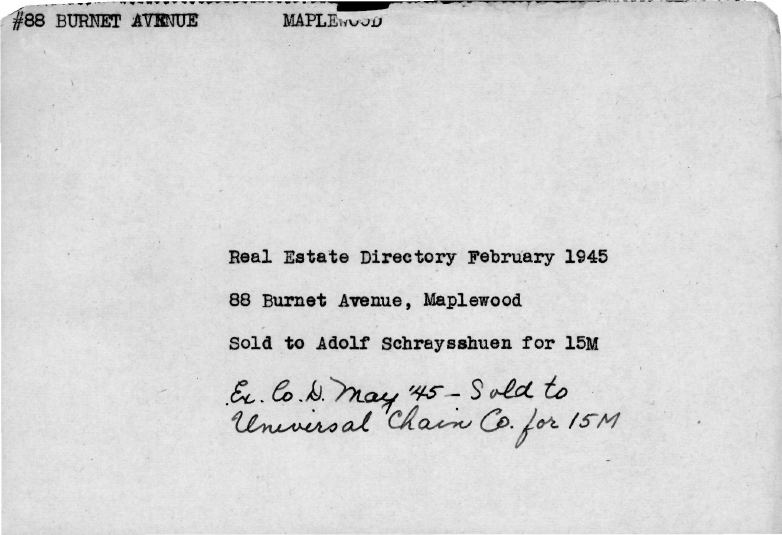 #88 BURNET AVENUE MAPLEWOOD
Real Estate Directory February 1945
88 Burnet Avenue, Maplewood
Sold to Adolf Schraysshuen for 15M
Ex. Co. D. May '45 - Sold to
Universal Chain Co. for 15M